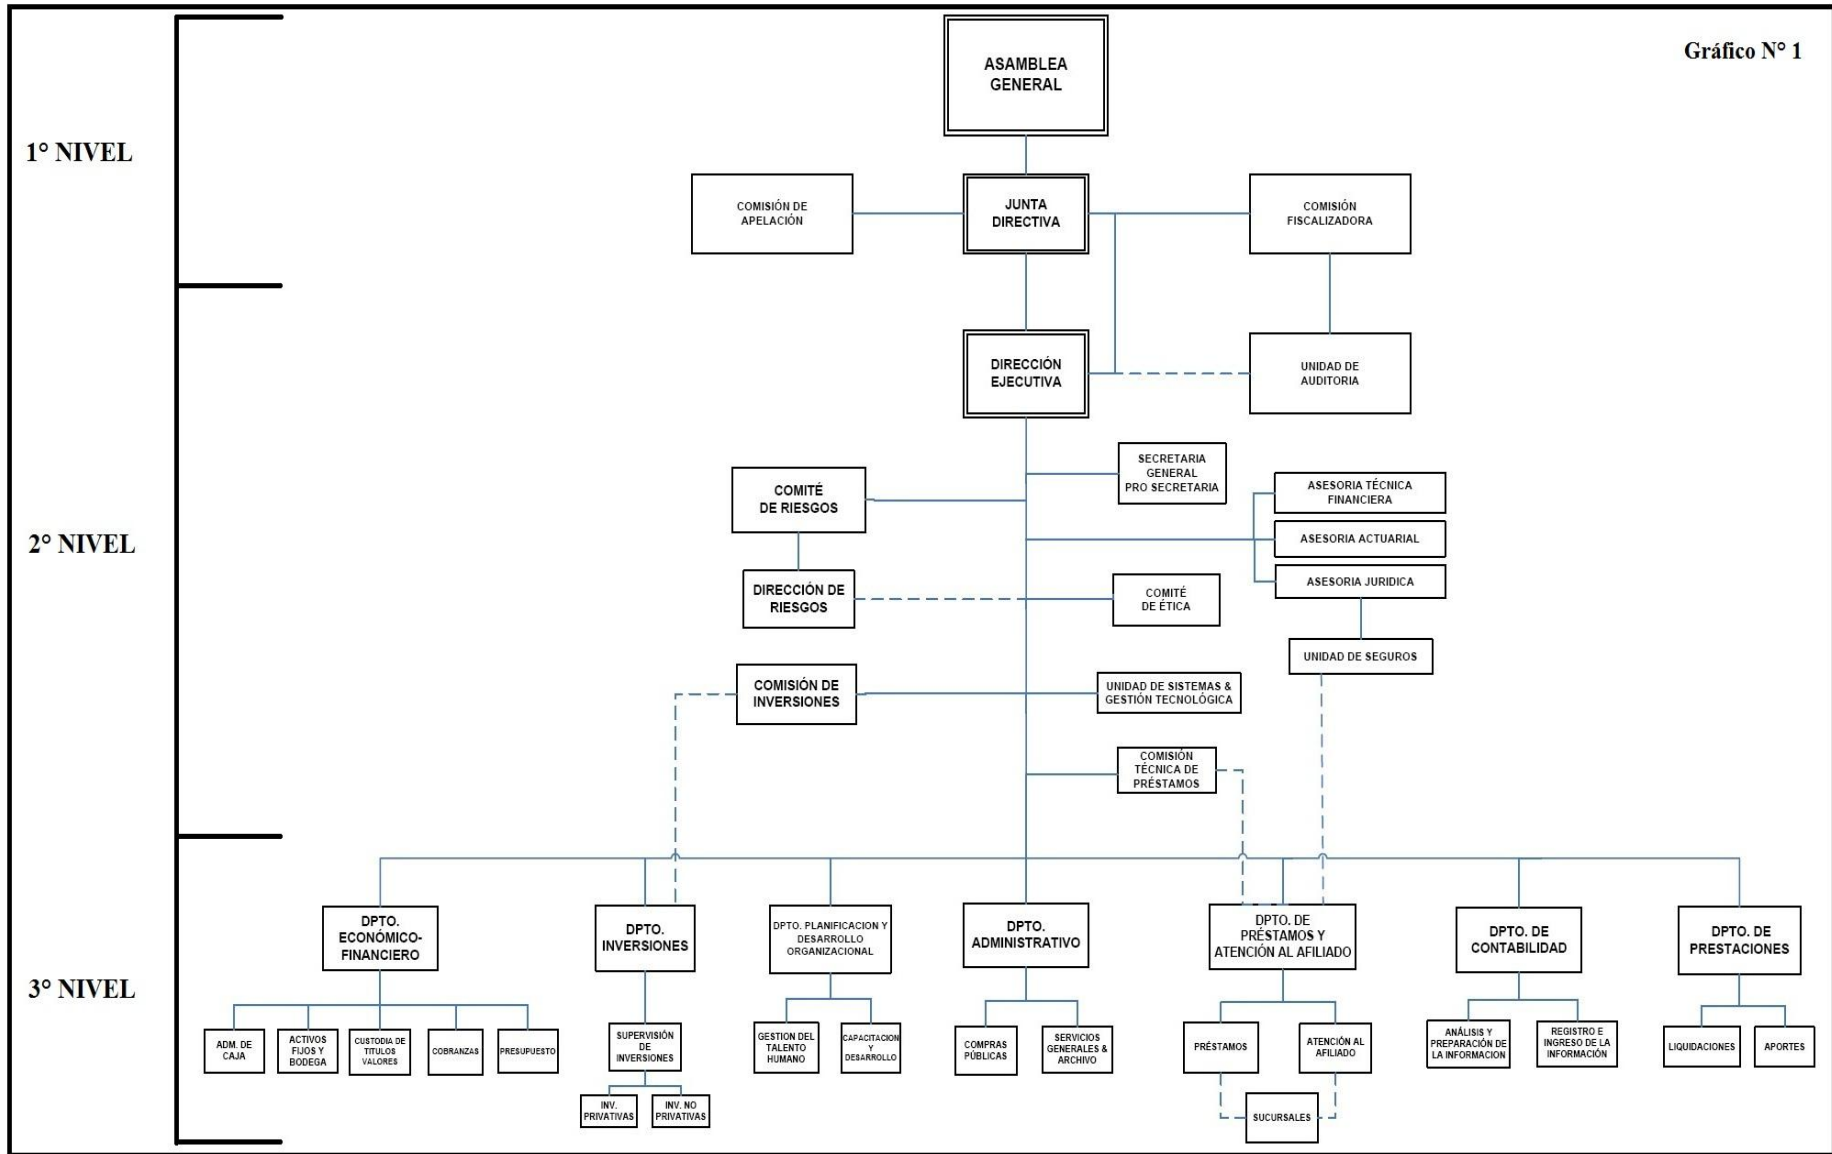 Gráfico N° 1
ASAMBLEA
GENERAL
1° NIVEL
COMISIÓN DE
APELACIÓN
JUNTA
DIRECTIVA
COMISIÓN
FISCALIZADORA
DIRECCIÓN
EJECUTIVA
UNIDAD DE
AUDITORIA
2° NIVEL
SECRETARIA
GENERAL
PRO SECRETARIA
COMITÉ
DE RIESGOS
ASESORIA TÉCNICA
FINANCIERA
ASESORIA ACTUARIAL
ASESORIA JURIDICA
DIRECCIÓN DE
RIESGOS
COMITÉ
DE ÉTICA
UNIDAD DE SEGUROS
COMISIÓN DE
INVERSIONES
UNIDAD DE SISTEMAS &
GESTIÓN TECNOLÓGICA
COMISIÓN
TÉCNICA DE
PRÉSTAMOS
3° NIVEL
DPTO.
ECONÓMICO-
FINANCIERO
DPTO.
INVERSIONES
DPTO. PLANIFICACION Y
DESARROLLO
ORGANIZACIONAL
DPTO.
ADMINISTRATIVO
DPTO. DE
PRÉSTAMOS Y
ATENCIÓN AL AFILIADO
DPTO. DE
CONTABILIDAD
DPTO. DE
PRESTACIONES
ADM. DE
CAJA
ACTIVOS
FIJOS Y
BODEGA
CUSTODIA DE
TITULOS
VALORES
COBRANZAS
PRESUPUESTO
SUPERVISIÓN
DE
INVERSIONES
GESTION DEL
TALENTO
HUMANO
CAPACITACION
Y
DESARROLLO
COMPRAS
PÚBLICAS
SERVICIOS
GENERALES &
ARCHIVO
PRÉSTAMOS
ATENCIÓN AL
AFILIADO
ANÁLISIS Y
PREPARACIÓN DE
LA INFORMACION
REGISTRO E
INGRESO DE LA
INFORMACIÓN
LIQUIDACIONES
APORTES
INV.
PRIVATIVAS
INV. NO
PRIVATIVAS
SUCURSALES